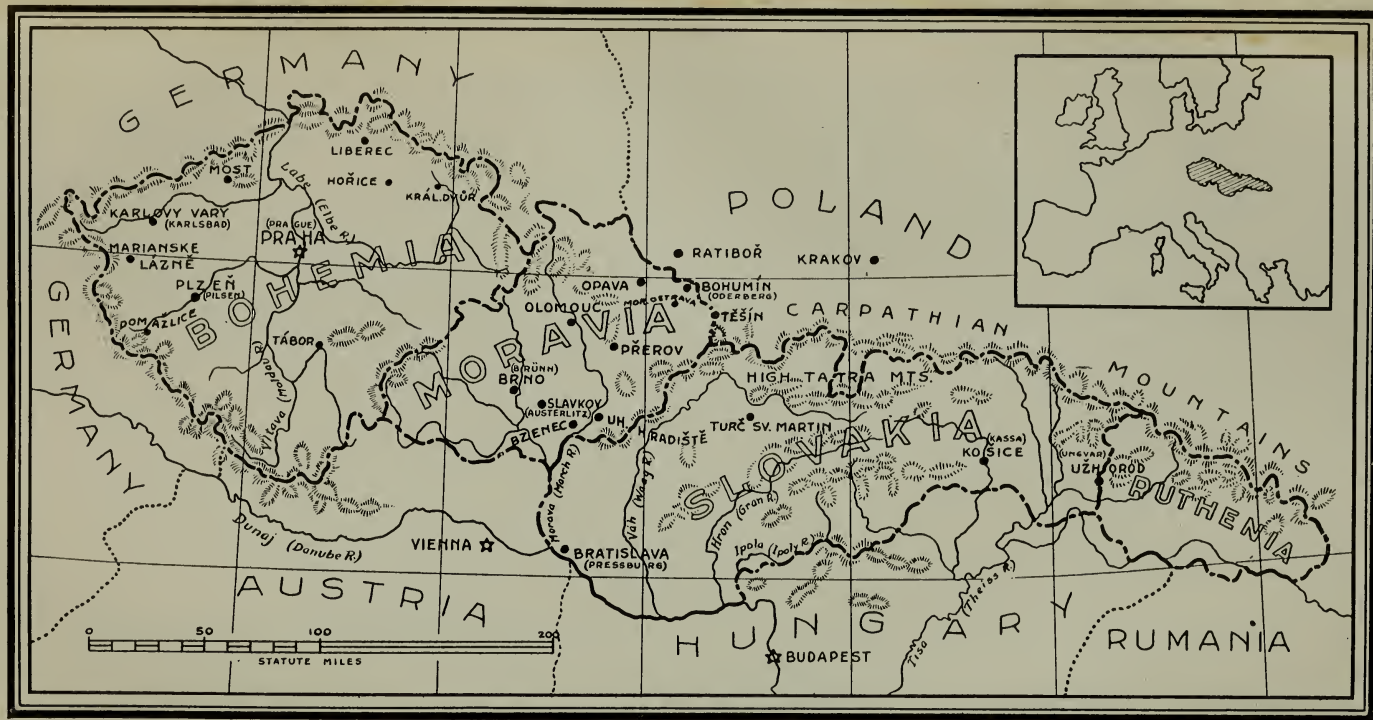 GERMANY
LIBEREC
MOST
HOŘICE
KRÁL. DVŮR
Labe (Elbe R.)
KARLOVY VARY
(KARLSBAD)
(PRAGUE)
PRAHA
MARIANSKE
LÁZNĚ
PLZEŇ
(PILSEN)
DOMAŽLICE
BOHEMIA
TÁBOR
Vltava (Moldau R.)
GERMANY
POLAND
RATIBOŘ
KRAKOV
OPAVA
BOHUMÍN
(ODERBERG)
MOR. OSTRAVA
TĚŠÍN
OLOMOUC
PŘEROV
MORAVIA
(BRÜNN)
BRNO
SLAVKOV
(AUSTERLITZ)
BZENEC
UH. HRADIŠTĚ
CARPATHIAN
MOUNTAINS
HIGH TATRA MTS.
TURČ SV. MARTIN
SLOVAKIA
(KASSA)
KOŠICE
(UNGVAR)
UŽHOROD
RUTHENIA
Morava (March R.)
Váh (Waag R.)
Hron (Gran R.)
Ipola (Ipoly R.)
Dunaj (Danube R.)
VIENNA
BRATISLAVA
(PRESSBURG)
AUSTRIA
HUNGARY
Tisa (Theiss R.)
RUMANIA
BUDAPEST
0 50 100 200
STATUTE MILES